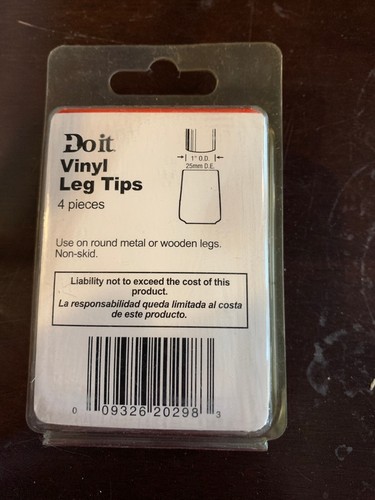 Do it
Vinyl
Leg Tips
4 pieces
1" O.D.
25mm D.E.
Use on round metal or wooden legs.
Non-skid.
Liability not to exceed the cost of this
product.
La responsabilidad queda limitada al costa
de este producto.
0 09326 20298 3